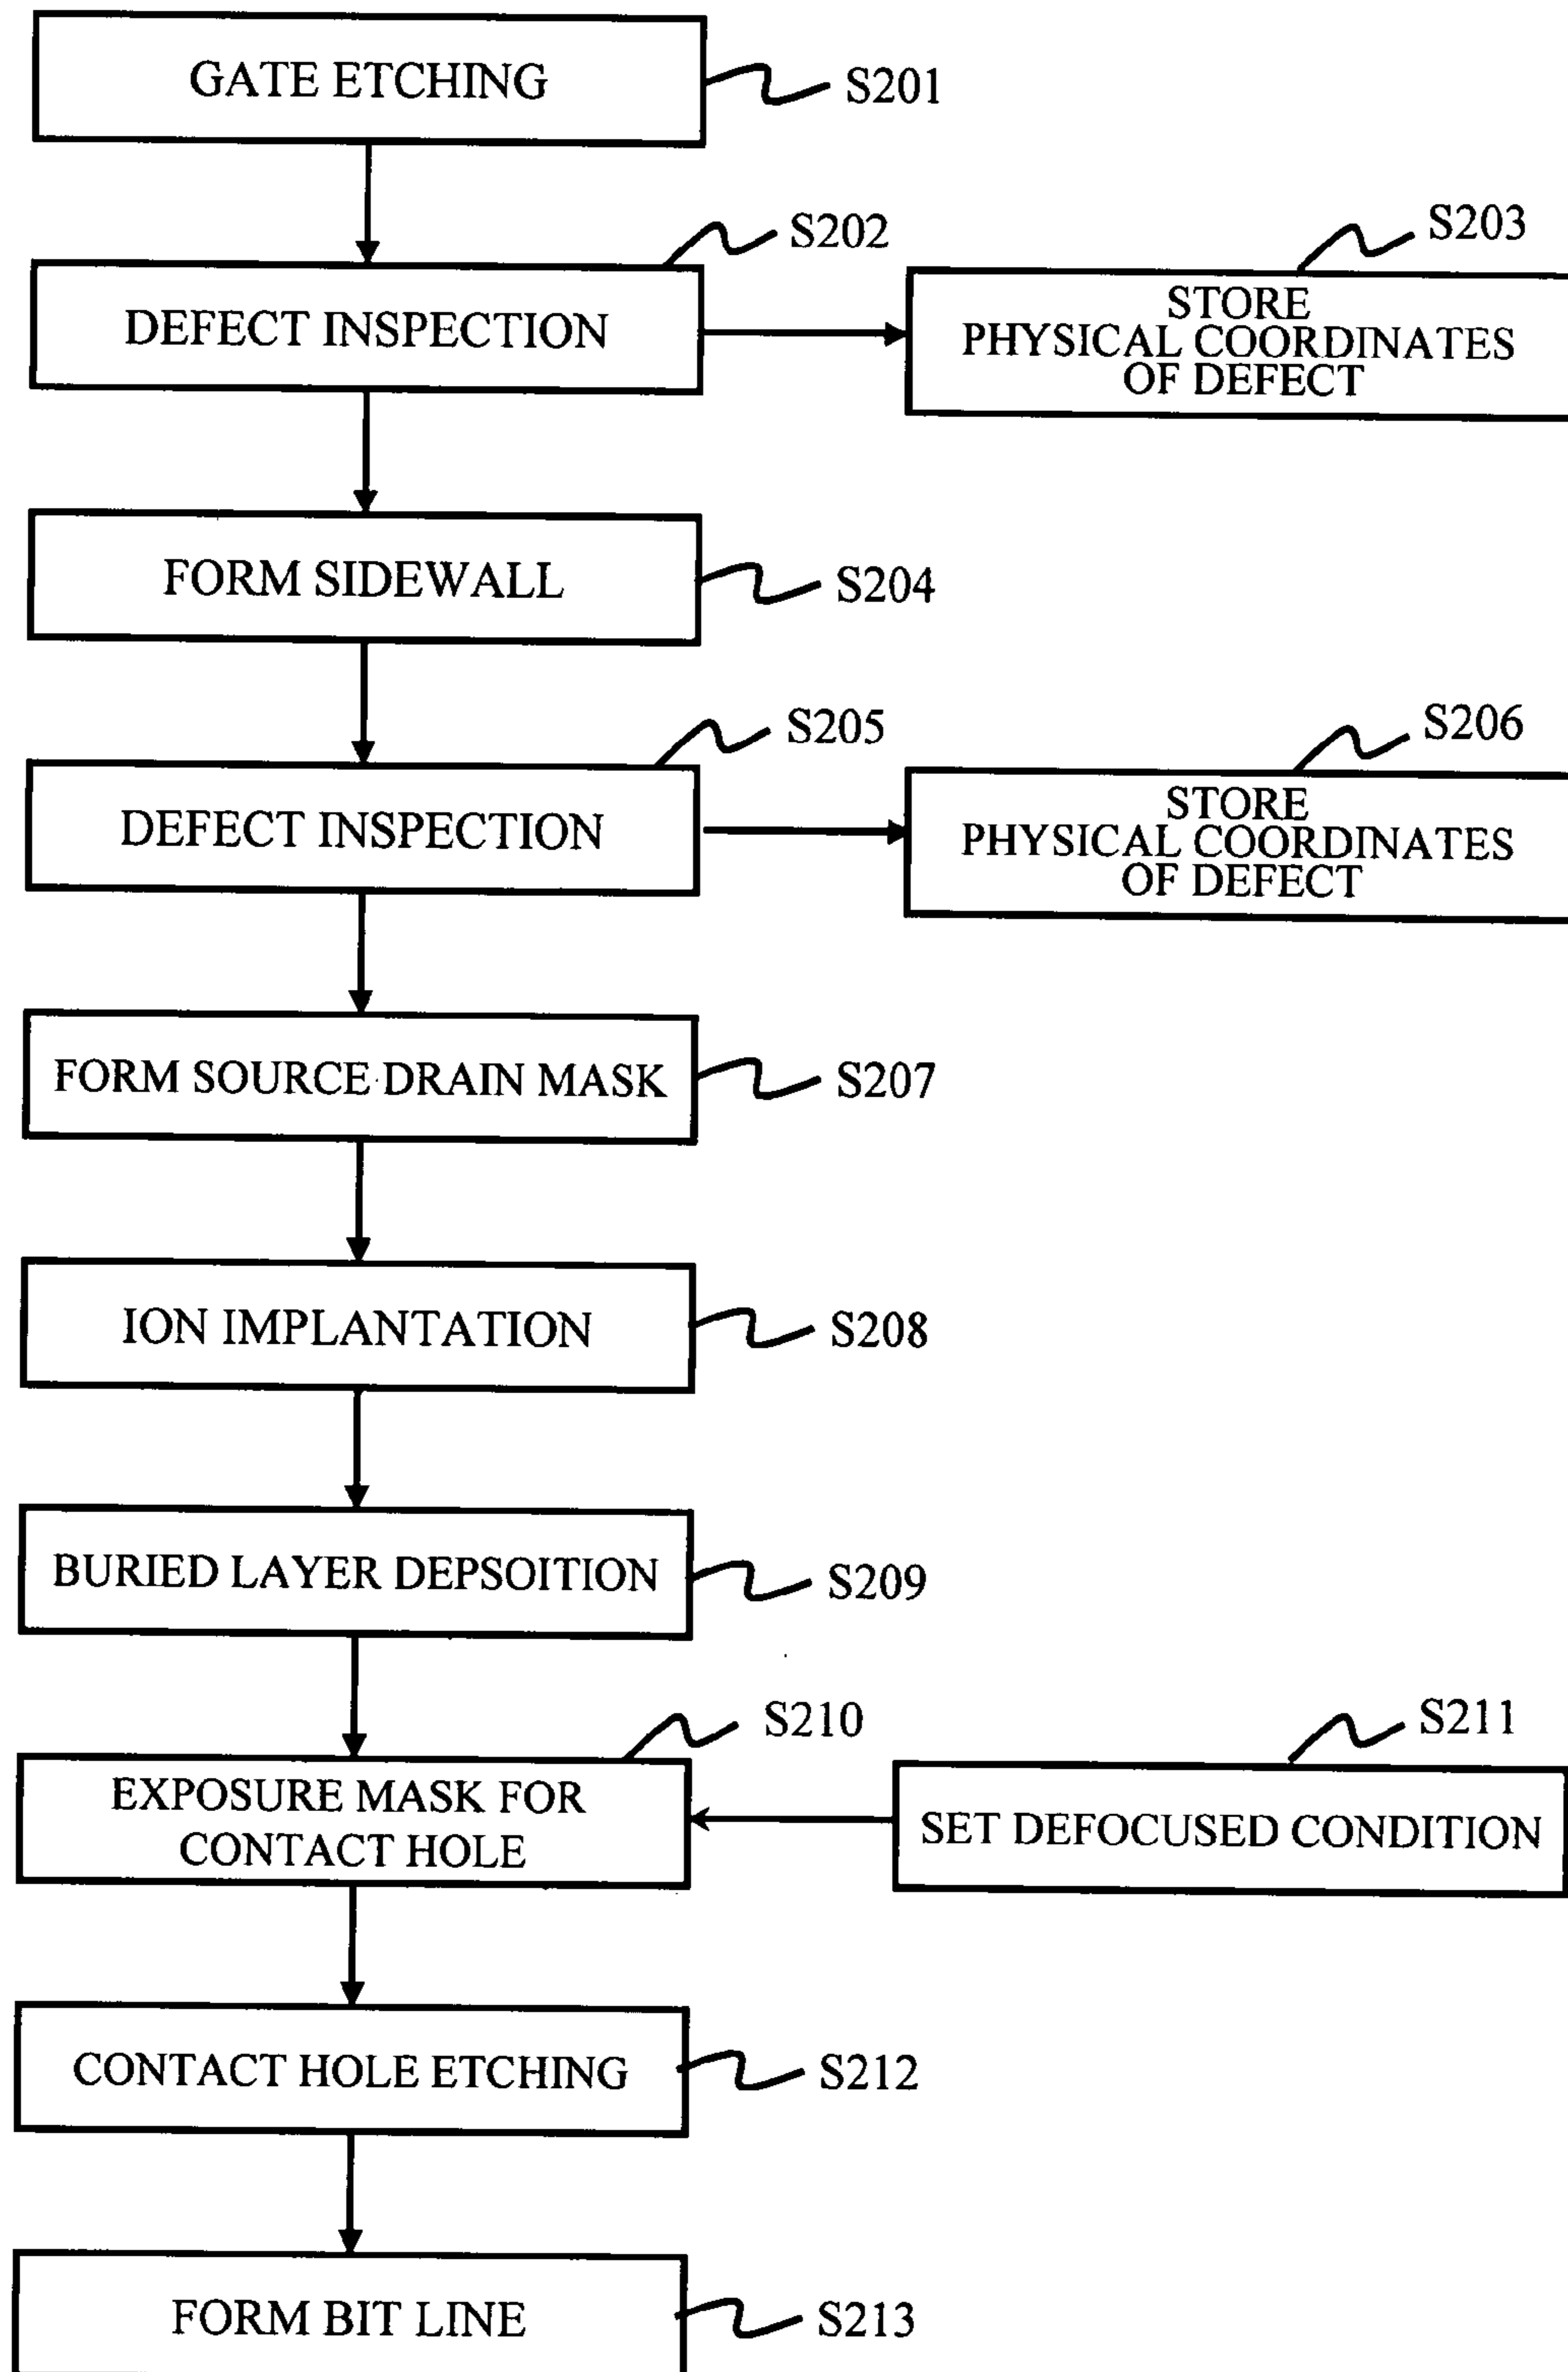 GATE ETCHING
S201
S202
S203
DEFECT INSPECTION
STORE
PHYSICAL COORDINATES
OF DEFECT
FORM SIDEWALL
S204
S205
S206
DEFECT INSPECTION
STORE
PHYSICAL COORDINATES
OF DEFECT
FORM SOURCE DRAIN MASK
S207
ION IMPLANTATION
S208
BURIED LAYER DEPSOITION
S209
S210
S211
EXPOSURE MASK FOR
CONTACT HOLE
SET DEFOCUSED CONDITION
CONTACT HOLE ETCHING
S212
FORM BIT LINE
S213